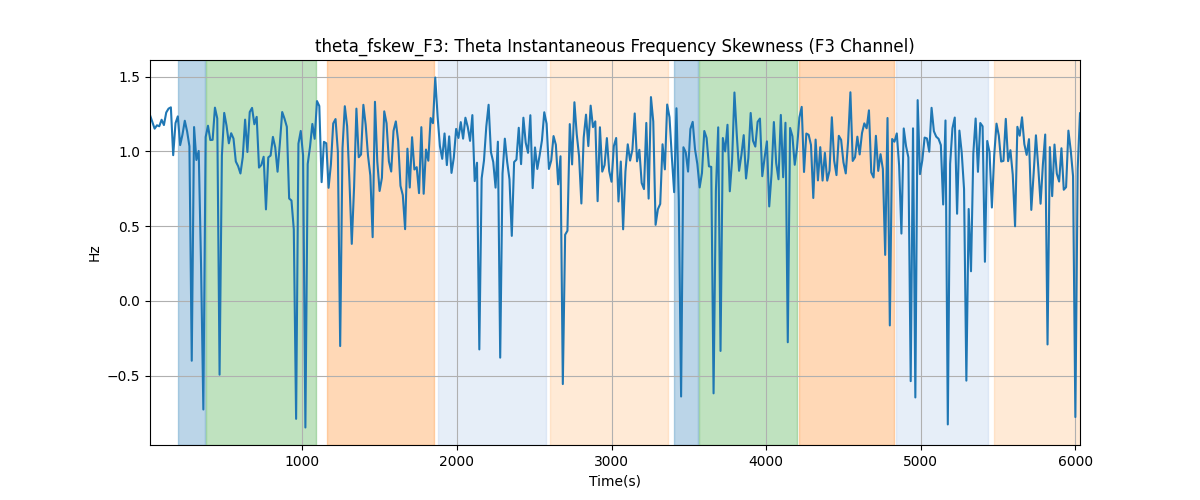 theta_fskew_F3: Theta Instantaneous Frequency Skewness (F3 Channel)
1.5
1.0
0.5
0.0
−0.5
Hz
1000 2000 3000 4000 5000 6000
Time(s)